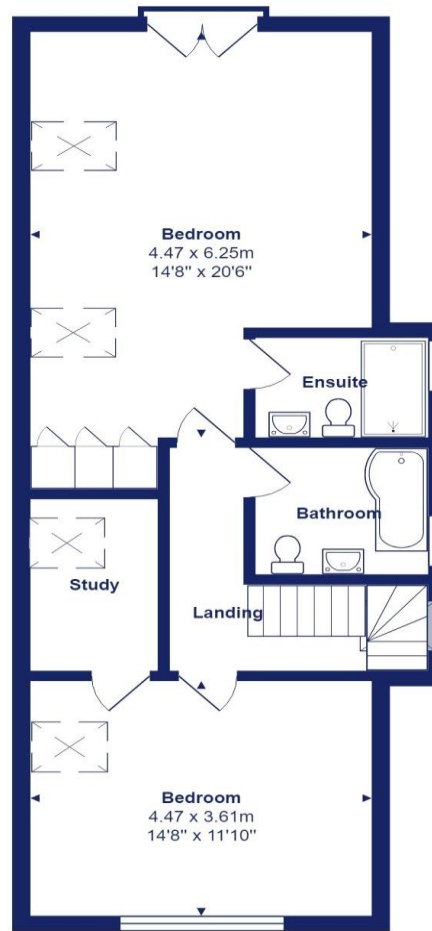 Bedroom
4.47 x 6.25m
14'8" x 20'6"
Ensuite
Bathroom
Study
Landing
Bedroom
4.47 x 3.61m
14'8" x 11'10"